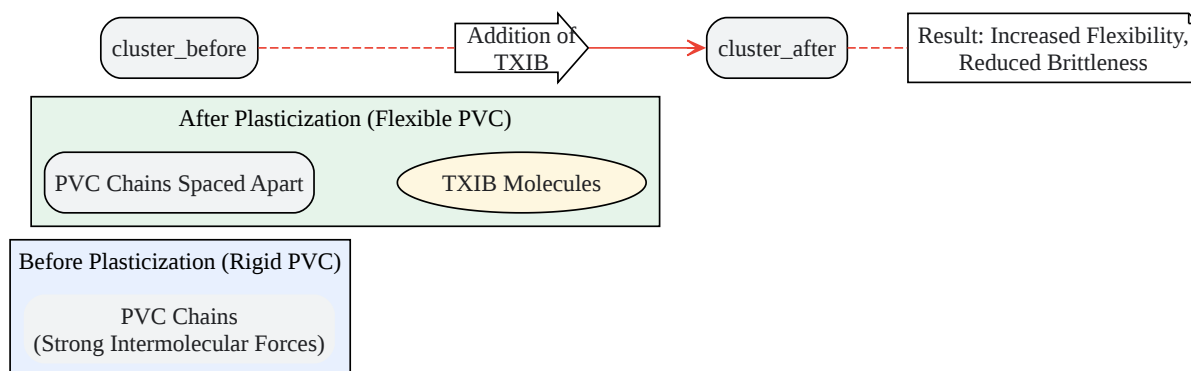 cluster_before
Addition of
TXIB
cluster_after
Result: Increased Flexibility,
Reduced Brittleness
After Plasticization (Flexible PVC)
PVC Chains Spaced Apart
TXIB Molecules
Before Plasticization (Rigid PVC)
PVC Chains
(Strong Intermolecular Forces)